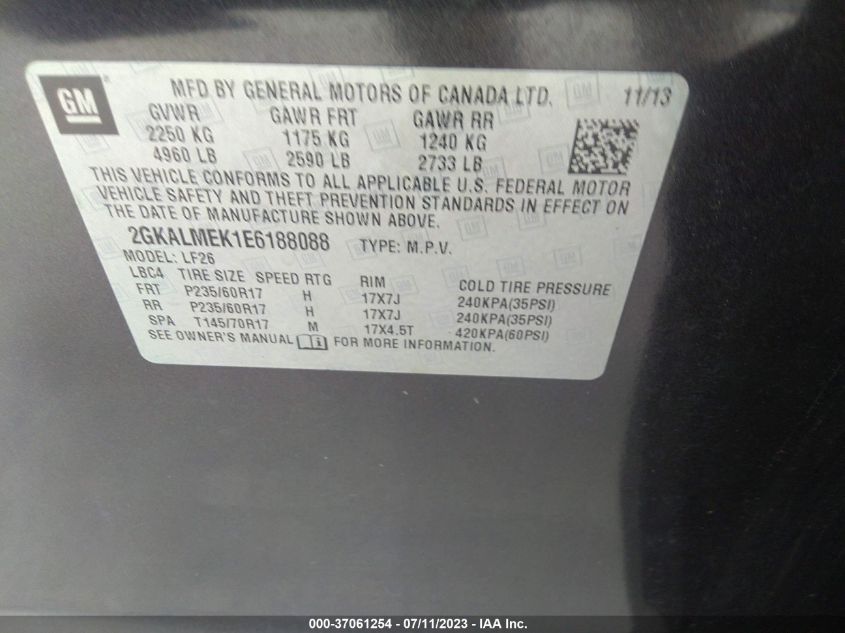 GM
MFD BY GENERAL MOTORS OF CANADA LTD. 11/13
GVWR GAWR FRT GAWR RR
2250 KG 1175 KG 1240 KG
4960 LB 2590 LB 2733 LB
THIS VEHICLE CONFORMS TO ALL APPLICABLE U.S. FEDERAL MOTOR
VEHICLE SAFETY AND THEFT PREVENTION STANDARDS IN EFFECT ON
THE DATE OF MANUFACTURE SHOWN ABOVE.
2GKALMEK1E6188088 TYPE: M.P.V.
MODEL: LF26
LBC4 TIRE SIZE SPEED RTG RIM COLD TIRE PRESSURE
FRT P235/60R17 H 17X7J 240KPA(35PSI)
RR P235/60R17 H 17X7J 240KPA(35PSI)
SPA T145/70R17 M 17X4.5T 420KPA(60PSI)
SEE OWNER'S MANUAL i FOR MORE INFORMATION.
000-37061254 - 07/11/2023 - IAA Inc.